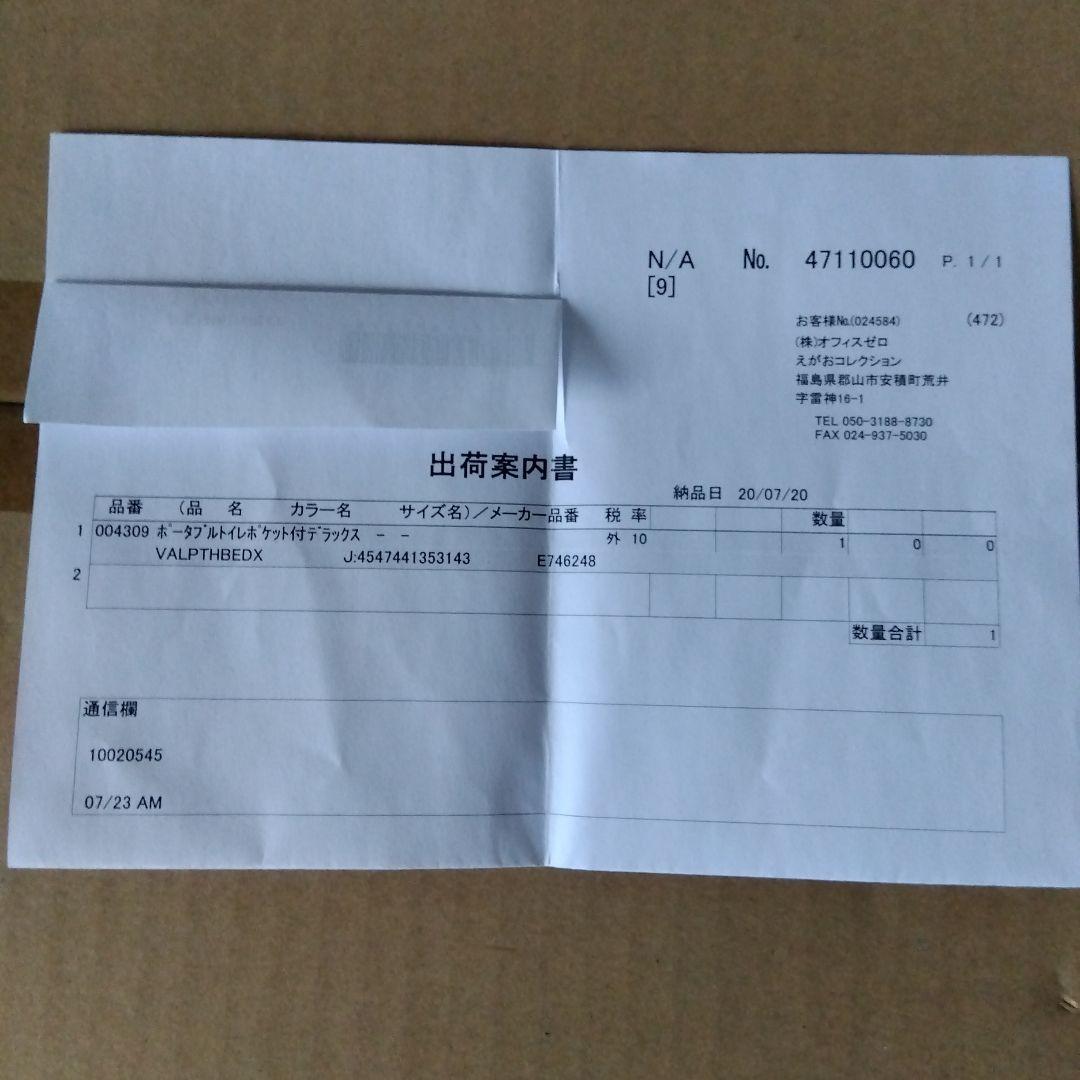 N/A No. 47110060 P. 1/1
[9]
お客様No.(024584) (472)
(株)オフィスゼロ
えがおコレクション
福島県郡山市安積町荒井
字雷神16-1
TEL 050-3188-8730
FAX 024-937-5030
出荷案内書
納品日 20/07/20
品番 (品 名 カラー名 サイズ名)/メーカー品番 税 率 数量
1 004309 ポータブルトイレポケット付デラックス - - 外 10 1 0 0
VALPTHBEDX J:4547441353143 E746248
2
数量合計 1
通信欄
10020545
07/23 AM